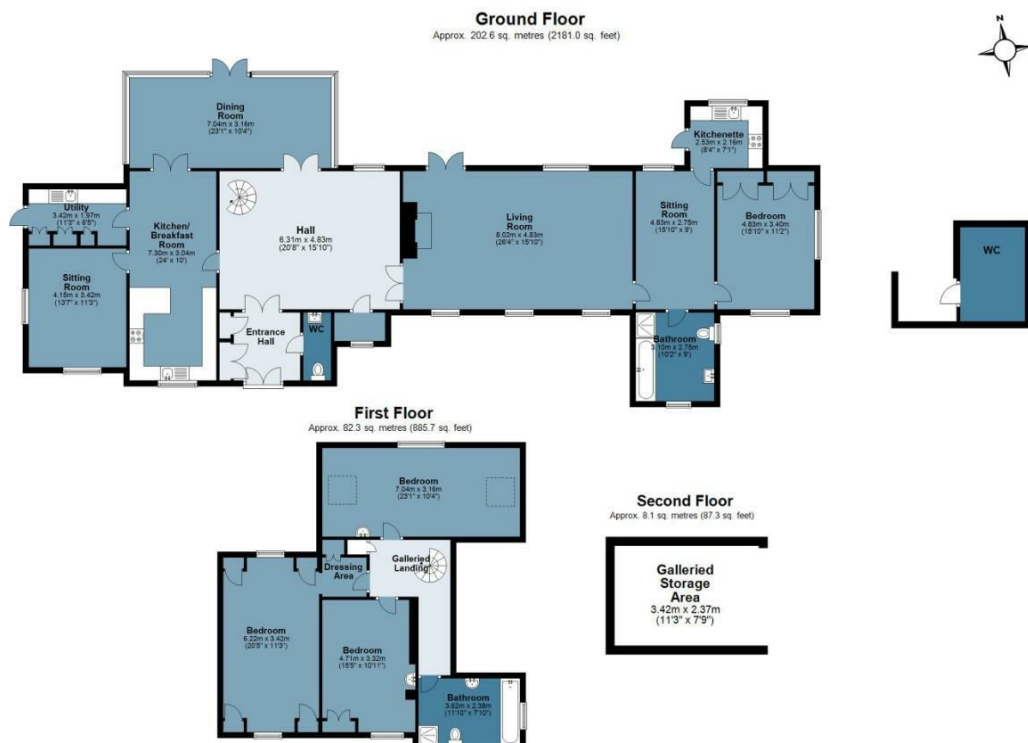 Ground Floor
Approx. 202.6 sq. metres (2181.0 sq. feet)
N
Dining
Room
7.04m x 3.16m
(23'1" x 10'4")
Kitchenette
2.53m x 2.16m
(8'4" x 7'1")
Utility
3.42m x 1.97m
(11'3" x 6'5")
Kitchen/
Breakfast
Room
7.30m x 3.04m
(24' x 10')
Hall
6.31m x 4.83m
(20'8" x 15'10")
Living
Room
8.02m x 4.83m
(26'4" x 15'10")
Sitting
Room
4.83m x 2.75m
(15'10" x 9')
Bedroom
4.83m x 3.40m
(15'10" x 11'2")
WC
Sitting
Room
4.15m x 3.42m
(13'7" x 11'3")
Entrance
Hall
WC
Bathroom
3.10m x 2.75m
(10'2" x 9')
First Floor
Approx. 82.3 sq. metres (885.7 sq. feet)
Bedroom
7.04m x 3.16m
(23'1" x 10'4")
Galleried
Landing
Dressing
Area
Bedroom
6.22m x 3.42m
(20'5" x 11'3")
Bedroom
4.71m x 3.32m
(15'5" x 10'11")
Bathroom
3.62m x 2.38m
(11'10" x 7'10")
Second Floor
Approx. 8.1 sq. metres (87.3 sq. feet)
Galleried
Storage
Area
3.42m x 2.37m
(11'3" x 7'9")